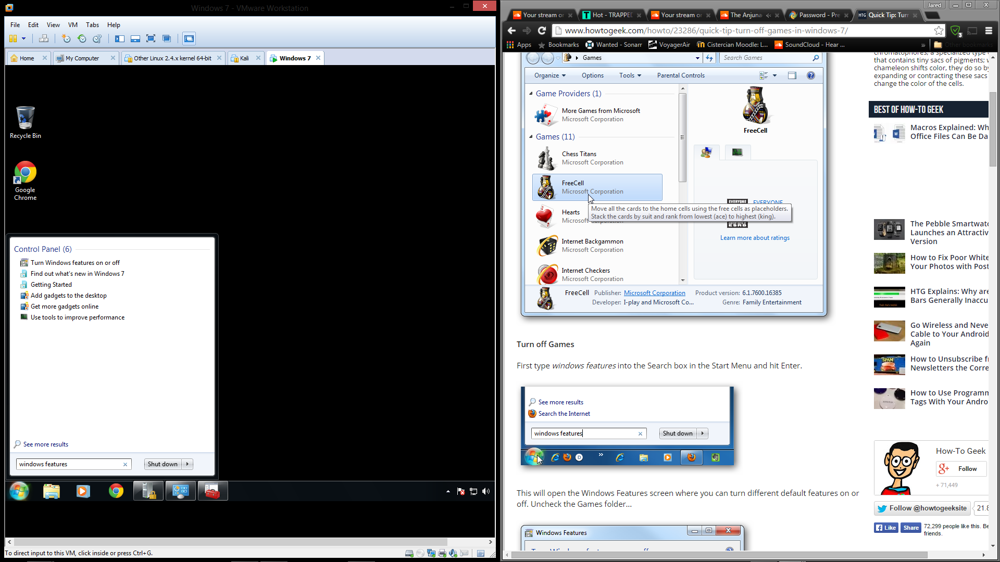 Windows 7 - VMware Workstation
File Edit View VM Tabs Help
Home
My Computer
Other Linux 2.4.x kernel 64-bit
Kali
Windows 7
Recycle Bin
Google
Chrome
Control Panel (6)
Turn Windows features on or off
Find out what's new in Windows 7
Getting Started
Add gadgets to the desktop
Get more gadgets online
Use tools to improve performance
See more results
windows features
Shut down
To direct input to this VM, click inside or press Ctrl+G.
Jared
Your stream or
Hot - TRAPPED
Your stream or
The Anjuna
Password - Pre
HTG Quick Tip: Turn
www.howtogeek.com/howto/23286/quick-tip-turn-off-games-in-windows-7/
3
Apps
Bookmarks
Wanted - Sonarr
VoyagerAir
Cistercian Moodle: L...
SoundCloud - Hear ...
»
Other bookmarks
Games
Search Games
Organize
Options
Tools
Parental Controls
Game Providers (1)
More Games from Microsoft
Microsoft Corporation
Games (11)
Chess Titans
Microsoft Corporation
FreeCell
Microsoft Corporation
Hearts
Internet Backgammon
Microsoft Corporation
Internet Checkers
Microsoft Corporation
FreeCell
EVERYONE
EVERYONE
Move all the cards to the home cells using the free cells as placeholders.
Stack the cards by suit and rank from lowest (ace) to highest (king).
ESRB
Learn more about ratings
FreeCell Publisher: Microsoft Corporation Product version: 6.1.7600.16385
Developer: I-play and Microsoft Co... Genre: Family Entertainment
Turn off Games
First type windows features into the Search box in the Start Menu and hit Enter.
See more results
Search the Internet
windows features
Shut down
»
This will open the Windows Features screen where you can turn different default features on or
off. Uncheck the Games folder...
Windows Features
chromatophores, a specialized type
that contains tiny sacs of pigments;
chameleon shifts color, they do so by
expanding or contracting these sacs
change the color of the cells.
BEST OF HOW-TO GEEK
Macros Explained: Wh
Office Files Can Be Da
The Pebble Smartwatc
Launches an Attractiv
Version
How to Fix Poor White
Your Photos with Post
HTG Explains: Why are
Bars Generally Inaccu
Go Wireless and Neve
Cable to Your Android
Again
SPAM
How to Unsubscribe f
Newsletters the Corre
How to Use Programm
Tags With Your Andro
How-To Geek
g+ Follow
+ 71,449
Follow @howtogeeksite
21.8
Like
Share
72,299 people like this. Be
friends.